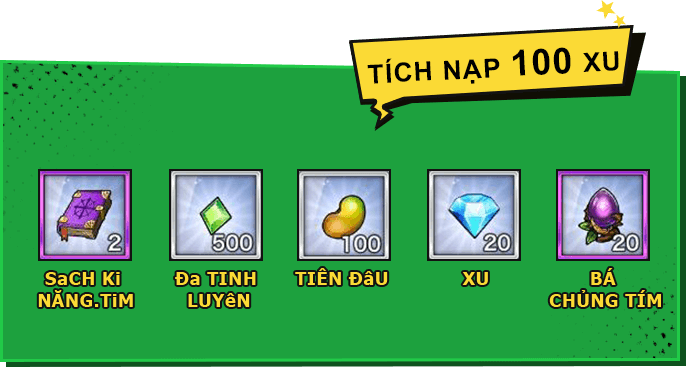 TÍCH NẠP 100 XU
2
500
100
20
20
SaCH Ki
NĂNG.TiM
Đa TINH
LUYêN
TIÊN ĐâU
XU
BÁ
CHỦNG TÍM